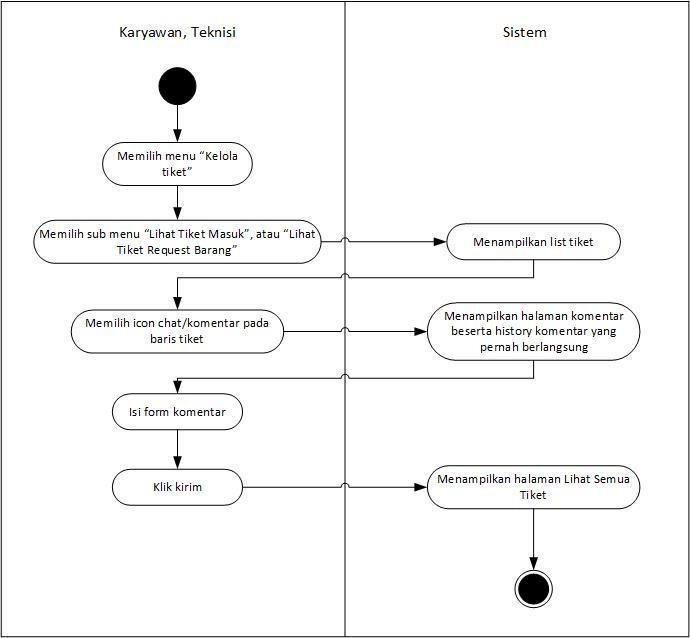 Karyawan, Teknisi
Sistem
Memilih menu “Kelola
tiket”
Memilih sub menu “Lihat Tiket Masuk”, atau “Lihat
Tiket Request Barang”
Menampilkan list tiket
Memilih icon chat/komentar pada
baris tiket
Menampilkan halaman komentar
beserta history komentar yang
pernah berlangsung
Isi form komentar
Klik kirim
Menampilkan halaman Lihat Semua
Tiket